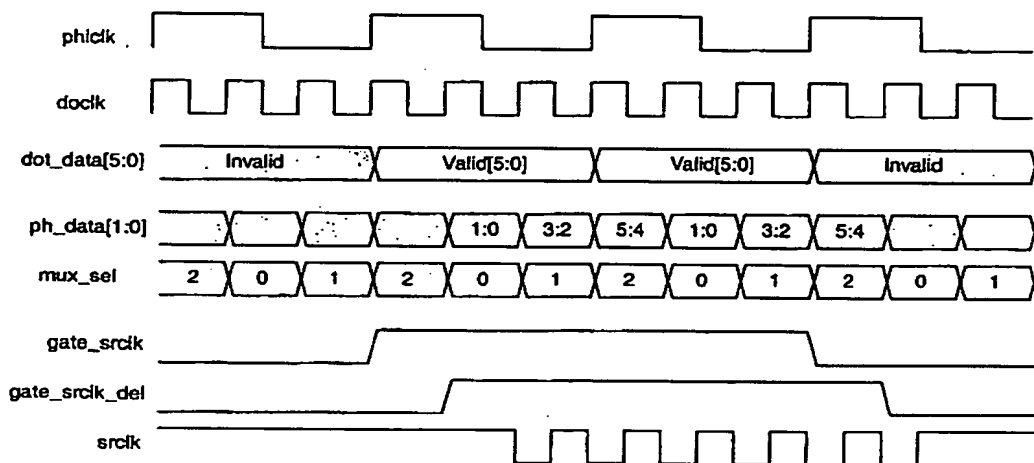 phiclk
doclk
dot_data[5:0] Invalid Valid[5:0] Valid[5:0] Invalid
ph_data[1:0] 1:0 3:2 5:4 1:0 3:2 5:4
mux_sel 2 0 1 2 0 1 2 0 1 2 0 1
gate_srclk
gate_srclk_del
srclk